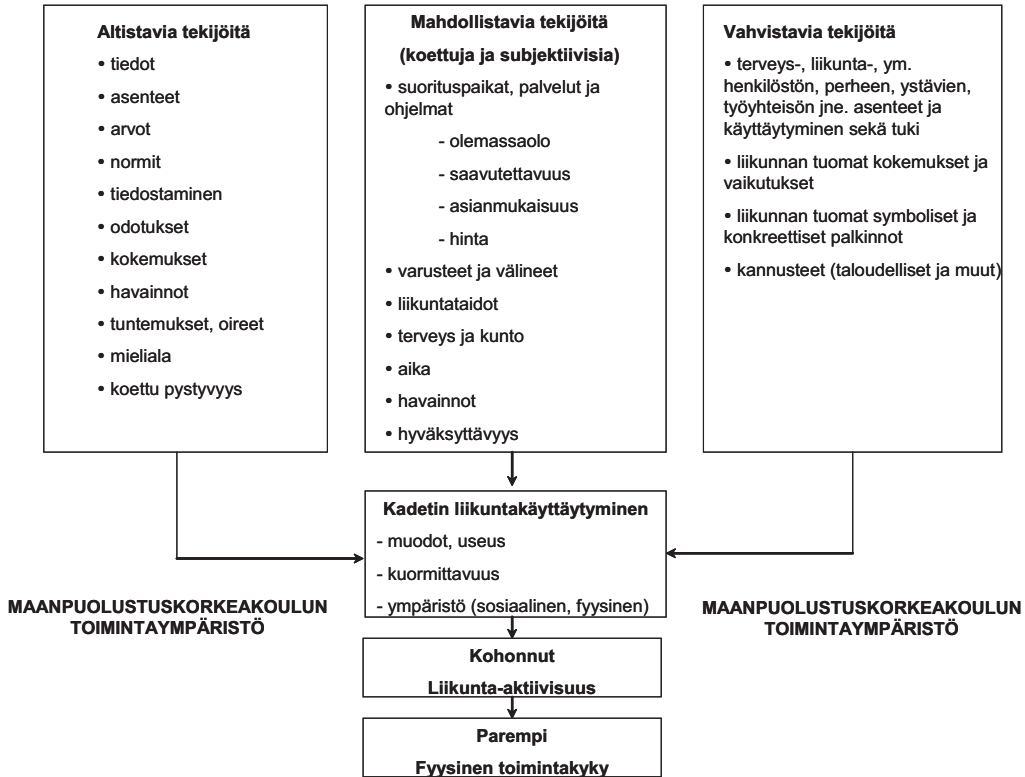 Altistavia tekijöitä
• tiedot
• asenteet
• arvot
• normit
• tiedostaminen
• odotukset
• kokemukset
• havainnot
• tuntemukset, oireet
• mieliala
• koettu pystyvyys
Mahdollistavia tekijöitä
(koettuja ja subjektiivisia)
• suorituspaikat, palvelut ja
ohjelmat
- olemassaolo
- saavutettavuus
- asianmukaisuus
- hinta
• varusteet ja välineet
• liikuntataidot
• terveys ja kunto
• aika
• havainnot
• hyväksyttävyys
Vahvistavia tekijöitä
• terveys-, liikunta-, ym.
henkilöstön, perheen, ystävien,
työyhteisön jne. asenteet ja
käyttäytyminen sekä tuki
• liikunnan tuomat kokemukset ja
vaikutukset
• liikunnan tuomat symboliset ja
konkreettiset palkinnot
• kannusteet (taloudelliset ja muut)
Kadetin liikuntakäyttäytyminen
- muodot, useus
- kuormittavuus
- ympäristö (sosiaalinen, fyysinen)
MAANPUOLUSTUSKORKEAKOULUN
TOIMINTAYMPÄRISTÖ
MAANPUOLUSTUSKORKEAKOULUN
TOIMINTAYMPÄRISTÖ
Kohonnut
Liikunta-aktiivisuus
Parempi
Fyysinen toimintakyky